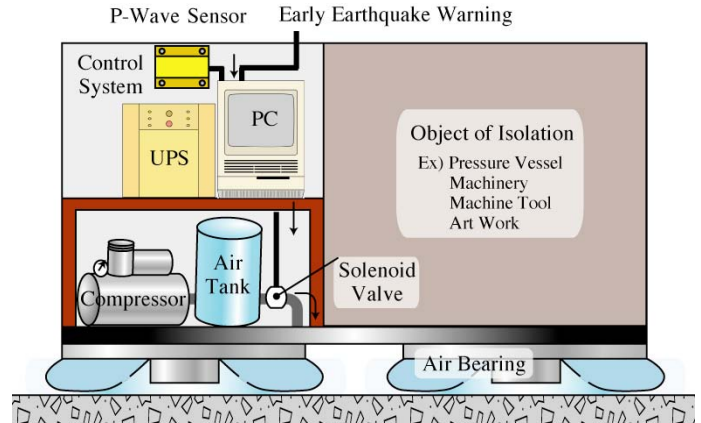 P-Wave Sensor
Early Earthquake Warning
Control
System
PC
UPS
Object of Isolation
Ex) Pressure Vessel
Machinery
Machine Tool
Art Work
Air
Tank
Compressor
Solenoid
Valve
Air Bearing